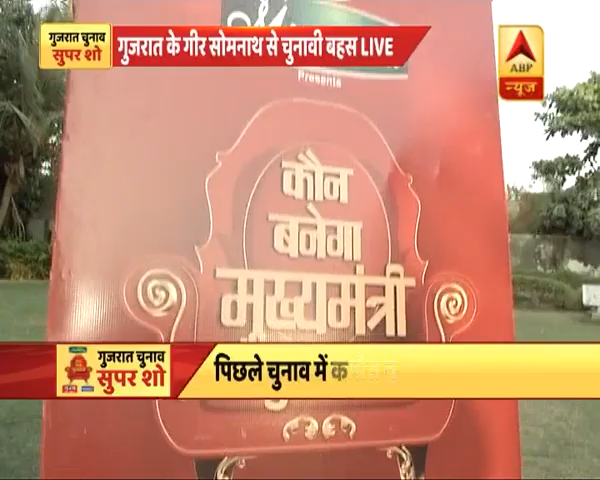 गुजरात चुनाव
सुपर शो
गुजरात के गीर सोमनाथ से चुनावी बहस LIVE
ABP
न्यूज़
Presents
कौन
बनेगा
मुख्यमंत्री
गुजरात चुनाव
सुपर शो
पिछले चुनाव में